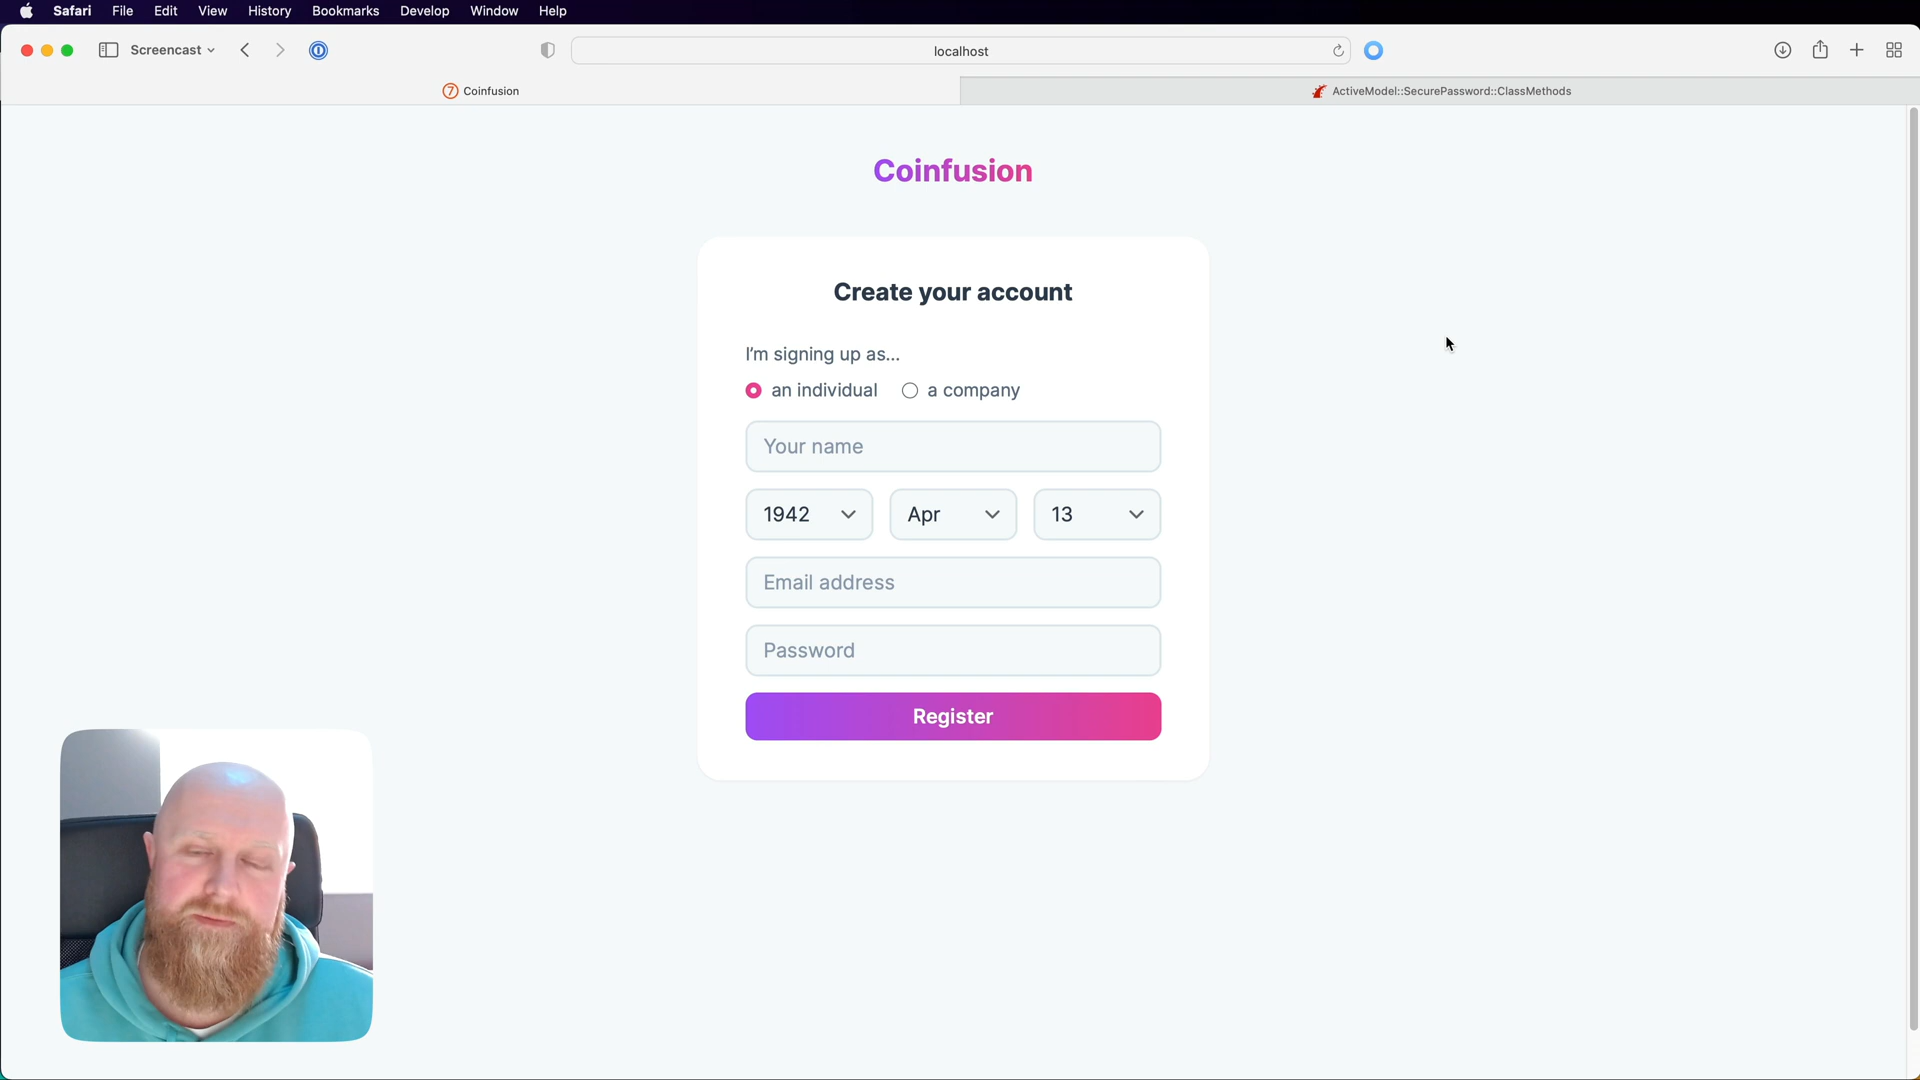 Safari File Edit View History Bookmarks Develop Window Help
Screencast
localhost
7 Coinfusion
ActiveModel::SecurePassword::ClassMethods
Coinfusion
Create your account
I'm signing up as...
an individual a company
Your name
1942 Apr 13
Email address
Password
Register